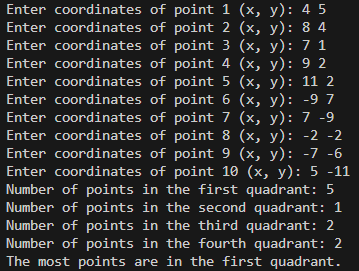 Enter coordinates of point 1 (x, y): 4 5
Enter coordinates of point 2 (x, y): 8 4
Enter coordinates of point 3 (x, y): 7 1
Enter coordinates of point 4 (x, y): 9 2
Enter coordinates of point 5 (x, y): 11 2
Enter coordinates of point 6 (x, y): -9 7
Enter coordinates of point 7 (x, y): 7 -9
Enter coordinates of point 8 (x, y): -2 -2
Enter coordinates of point 9 (x, y): -7 -6
Enter coordinates of point 10 (x, y): 5 -11
Number of points in the first quadrant: 5
Number of points in the second quadrant: 1
Number of points in the third quadrant: 2
Number of points in the fourth quadrant: 2
The most points are in the first quadrant.